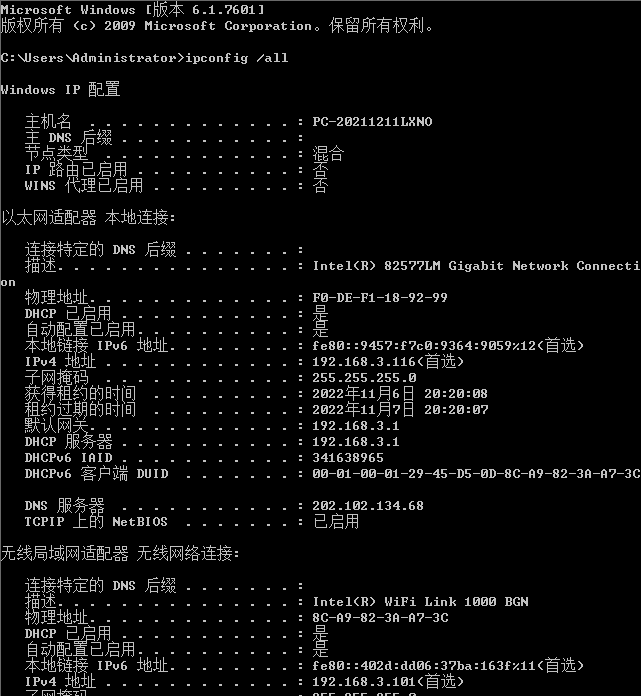 Microsoft Windows [版本 6.1.7601]
版权所有 (c) 2009 Microsoft Corporation。保留所有权利。
C:\Users\Administrator>ipconfig /all
Windows IP 配置
主机名 . . . . . . . . . . . . . : PC-20211211LXNO
主 DNS 后缀 . . . . . . . . . . . :
节点类型 . . . . . . . . . . . . : 混合
IP 路由已启用 . . . . . . . . . . : 否
WINS 代理已启用 . . . . . . . . . : 否
以太网适配器 本地连接:
连接特定的 DNS 后缀 . . . . . . . :
描述. . . . . . . . . . . . . . . : Intel(R) 82577LM Gigabit Network Connecti
on
物理地址. . . . . . . . . . . . . : F0-DE-F1-18-92-99
DHCP 已启用 . . . . . . . . . . . : 是
自动配置已启用. . . . . . . . . . : 是
本地链接 IPv6 地址. . . . . . . . : fe80::9457:f7c0:9364:9059%12(首选)
IPv4 地址 . . . . . . . . . . . . : 192.168.3.116(首选)
子网掩码 . . . . . . . . . . . . : 255.255.255.0
获得租约的时间 . . . . . . . . . : 2022年11月6日 20:20:08
租约过期的时间 . . . . . . . . . : 2022年11月7日 20:20:07
默认网关. . . . . . . . . . . . . : 192.168.3.1
DHCP 服务器 . . . . . . . . . . . : 192.168.3.1
DHCPv6 IAID . . . . . . . . . . . : 341638965
DHCPv6 客户端 DUID . . . . . . . : 00-01-00-01-29-45-D5-0D-8C-A9-82-3A-A7-3C
DNS 服务器 . . . . . . . . . . . : 202.102.134.68
TCPIP 上的 NetBIOS . . . . . . . : 已启用
无线局域网适配器 无线网络连接:
连接特定的 DNS 后缀 . . . . . . . :
描述. . . . . . . . . . . . . . . : Intel(R) WiFi Link 1000 BGN
物理地址. . . . . . . . . . . . . : 8C-A9-82-3A-A7-3C
DHCP 已启用 . . . . . . . . . . . : 是
自动配置已启用. . . . . . . . . . : 是
本地链接 IPv6 地址. . . . . . . . : fe80::402d:dd06:37ba:163f%11(首选)
IPv4 地址 . . . . . . . . . . . . : 192.168.3.101(首选)
子网掩码 . . . . . . . . . . . . : 255.255.255.0